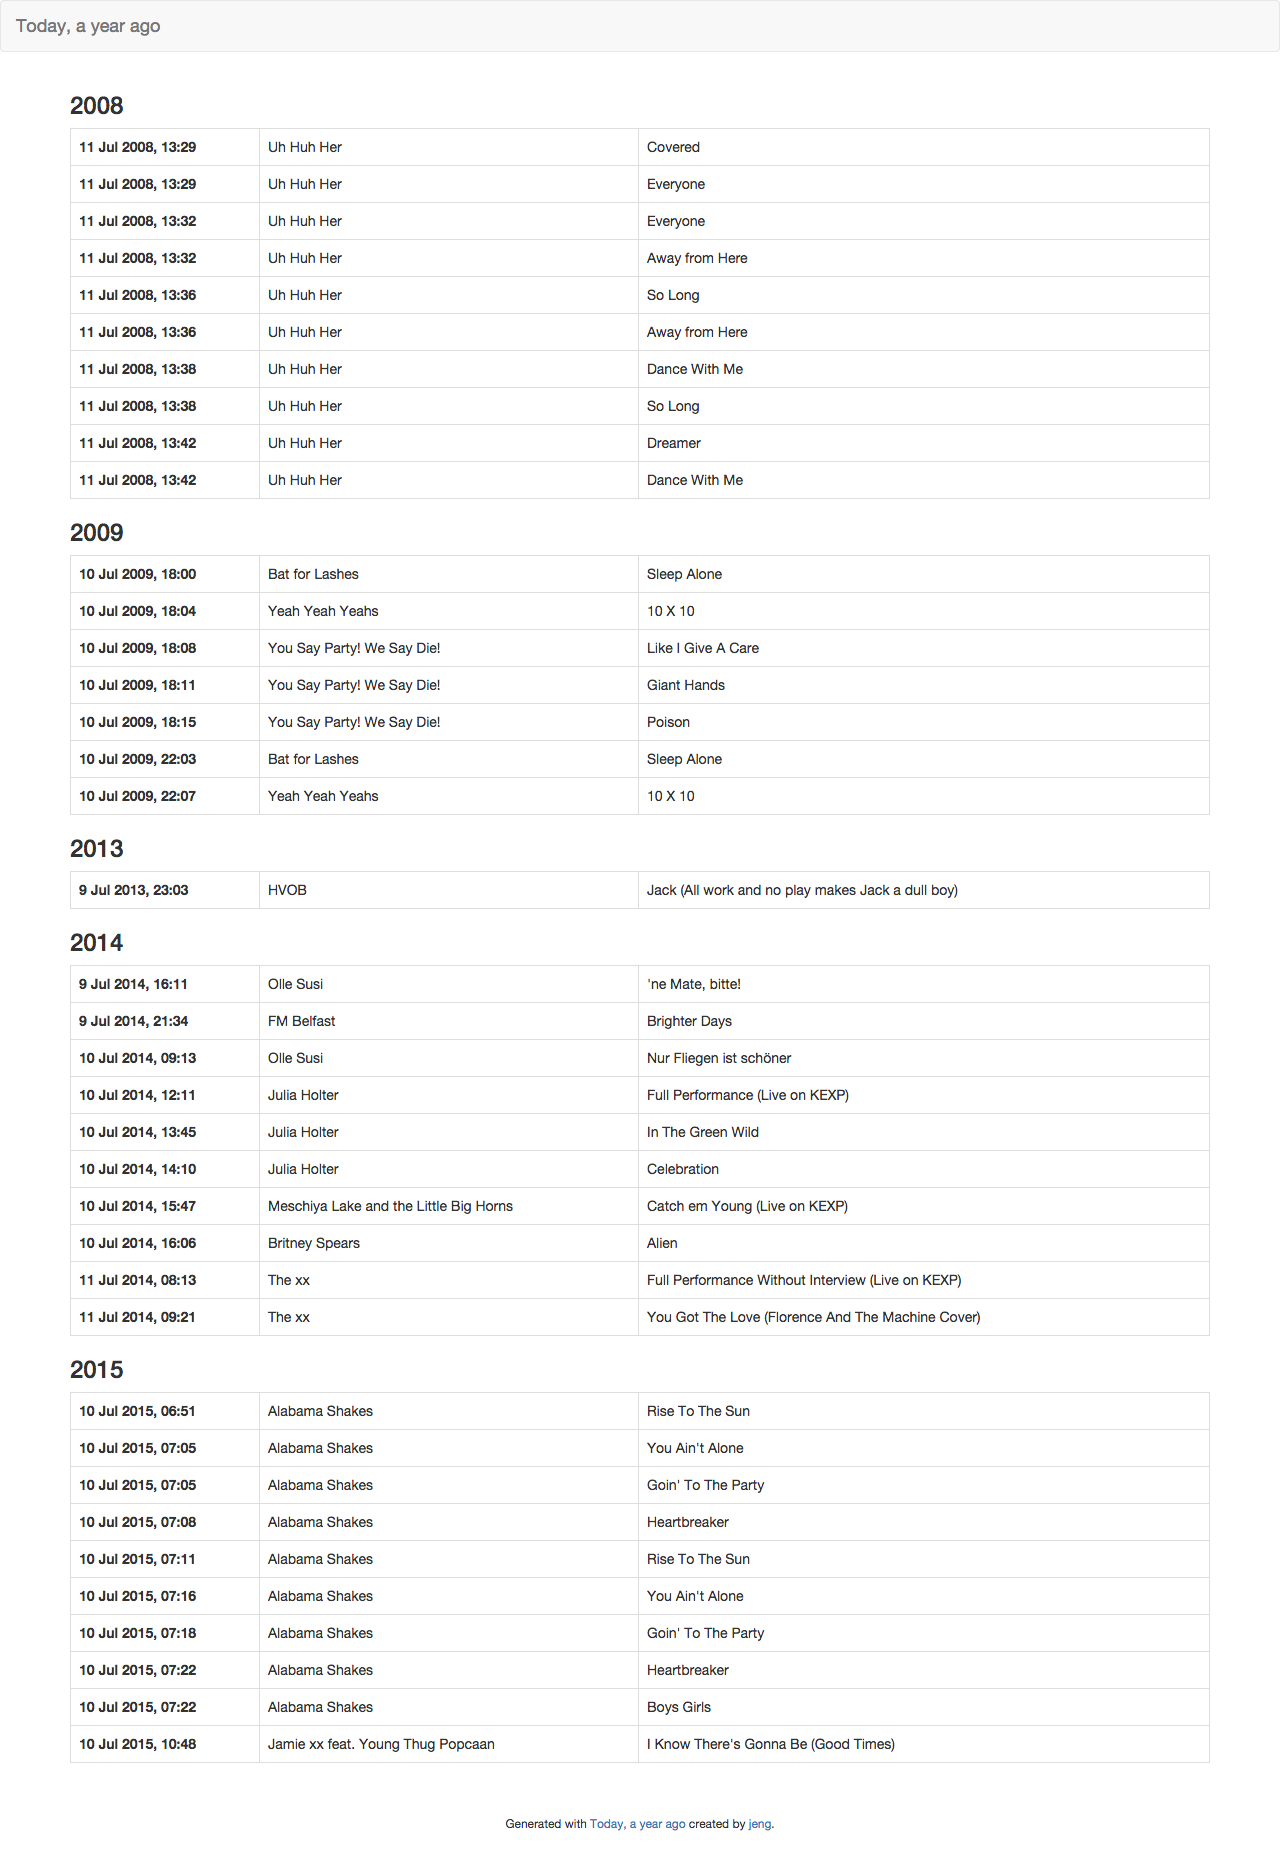 Today, a year ago
2008
11 Jul 2008, 13:29 Uh Huh Her Covered
11 Jul 2008, 13:29 Uh Huh Her Everyone
11 Jul 2008, 13:32 Uh Huh Her Everyone
11 Jul 2008, 13:32 Uh Huh Her Away from Here
11 Jul 2008, 13:36 Uh Huh Her So Long
11 Jul 2008, 13:36 Uh Huh Her Away from Here
11 Jul 2008, 13:38 Uh Huh Her Dance With Me
11 Jul 2008, 13:38 Uh Huh Her So Long
11 Jul 2008, 13:42 Uh Huh Her Dreamer
11 Jul 2008, 13:42 Uh Huh Her Dance With Me
2009
10 Jul 2009, 18:00 Bat for Lashes Sleep Alone
10 Jul 2009, 18:04 Yeah Yeah Yeahs 10 X 10
10 Jul 2009, 18:08 You Say Party! We Say Die! Like I Give A Care
10 Jul 2009, 18:11 You Say Party! We Say Die! Giant Hands
10 Jul 2009, 18:15 You Say Party! We Say Die! Poison
10 Jul 2009, 22:03 Bat for Lashes Sleep Alone
10 Jul 2009, 22:07 Yeah Yeah Yeahs 10 X 10
2013
9 Jul 2013, 23:03 HVOB Jack (All work and no play makes Jack a dull boy)
2014
9 Jul 2014, 16:11 Olle Susi 'ne Mate, bitte!
9 Jul 2014, 21:34 FM Belfast Brighter Days
10 Jul 2014, 09:13 Olle Susi Nur Fliegen ist schöner
10 Jul 2014, 12:11 Julia Holter Full Performance (Live on KEXP)
10 Jul 2014, 13:45 Julia Holter In The Green Wild
10 Jul 2014, 14:10 Julia Holter Celebration
10 Jul 2014, 15:47 Meschiya Lake and the Little Big Horns Catch em Young (Live on KEXP)
10 Jul 2014, 16:06 Britney Spears Alien
11 Jul 2014, 08:13 The xx Full Performance Without Interview (Live on KEXP)
11 Jul 2014, 09:21 The xx You Got The Love (Florence And The Machine Cover)
2015
10 Jul 2015, 06:51 Alabama Shakes Rise To The Sun
10 Jul 2015, 07:05 Alabama Shakes You Ain't Alone
10 Jul 2015, 07:05 Alabama Shakes Goin' To The Party
10 Jul 2015, 07:08 Alabama Shakes Heartbreaker
10 Jul 2015, 07:11 Alabama Shakes Rise To The Sun
10 Jul 2015, 07:16 Alabama Shakes You Ain't Alone
10 Jul 2015, 07:18 Alabama Shakes Goin' To The Party
10 Jul 2015, 07:22 Alabama Shakes Heartbreaker
10 Jul 2015, 07:22 Alabama Shakes Boys Girls
10 Jul 2015, 10:48 Jamie xx feat. Young Thug Popcaan I Know There's Gonna Be (Good Times)
Generated with Today, a year ago created by jeng.